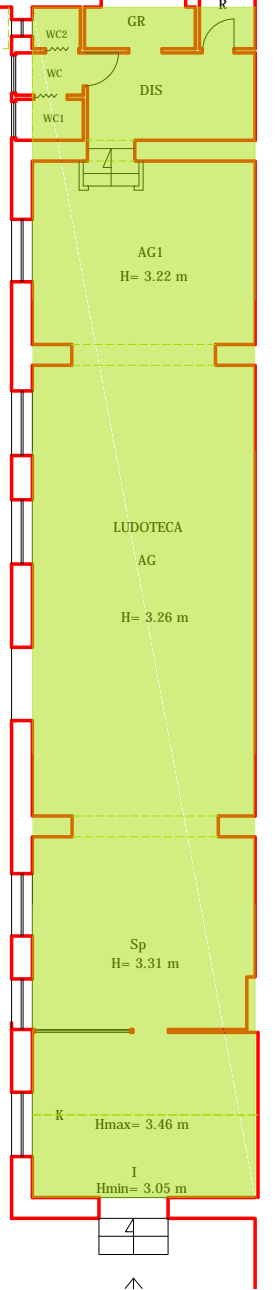 R
GR
WC2
WC
DIS
WC1
AG1
H= 3.22 m
LUDOTECA
AG
H= 3.26 m
Sp
H= 3.31 m
K
Hmax= 3.46 m
I
Hmin= 3.05 m